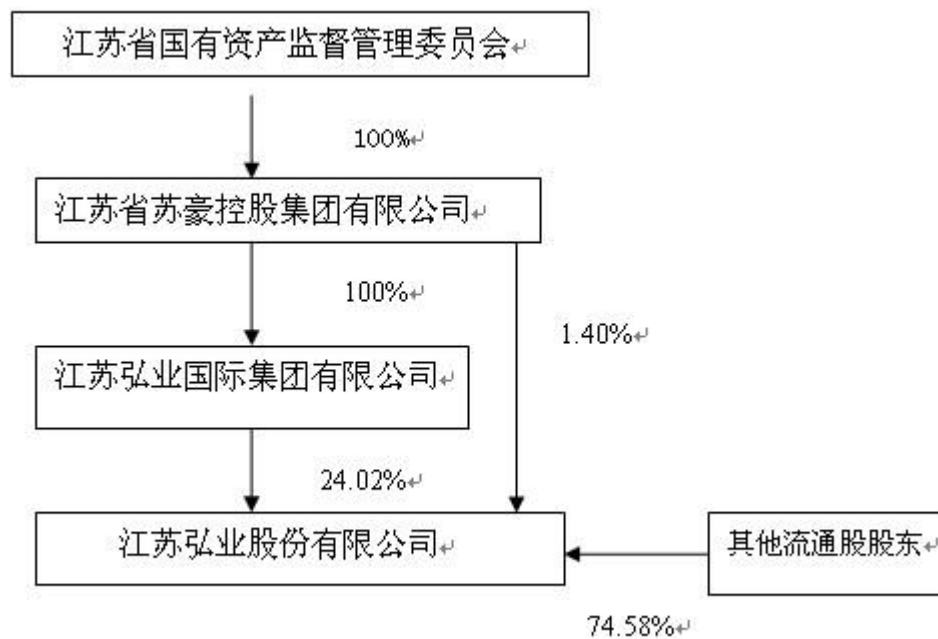 江苏省国有资产监督管理委员会↵
100%↵
江苏省苏豪控股集团有限公司↵
100%↵
1.40%↵
江苏弘业国际集团有限公司↵
24.02%↵
江苏弘业股份有限公司↵
其他流通股股东↵
74.58%↵